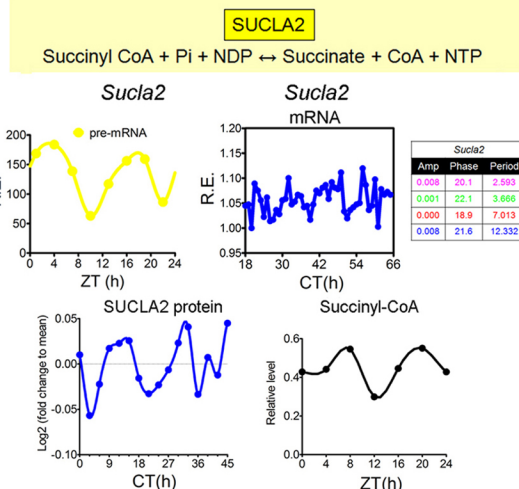 SUCLA2
Succinyl CoA + Pi + NDP ↔ Succinate + CoA + NTP
Sucla2
pre-mRNA
200
150
100
50
0
0 4 8 12 16 20 24
ZT (h)
Sucla2
mRNA
R.E.
1.20
1.15
1.10
1.05
1.00
0.95
18 30 42 54 66
CT(h)
Sucla2
Amp Phase Period
0.008 20.1 2.593
0.001 22.1 3.666
0.000 18.9 7.013
0.008 21.6 12.332
SUCLA2 protein
Log2 (fold change to mean)
0.05
0.00
-0.05
-0.10
0 9 18 27 36 45
CT(h)
Succinyl-CoA
Relative level
0.6
0.4
0.2
0.0
0 4 8 12 16 20 24
ZT(h)